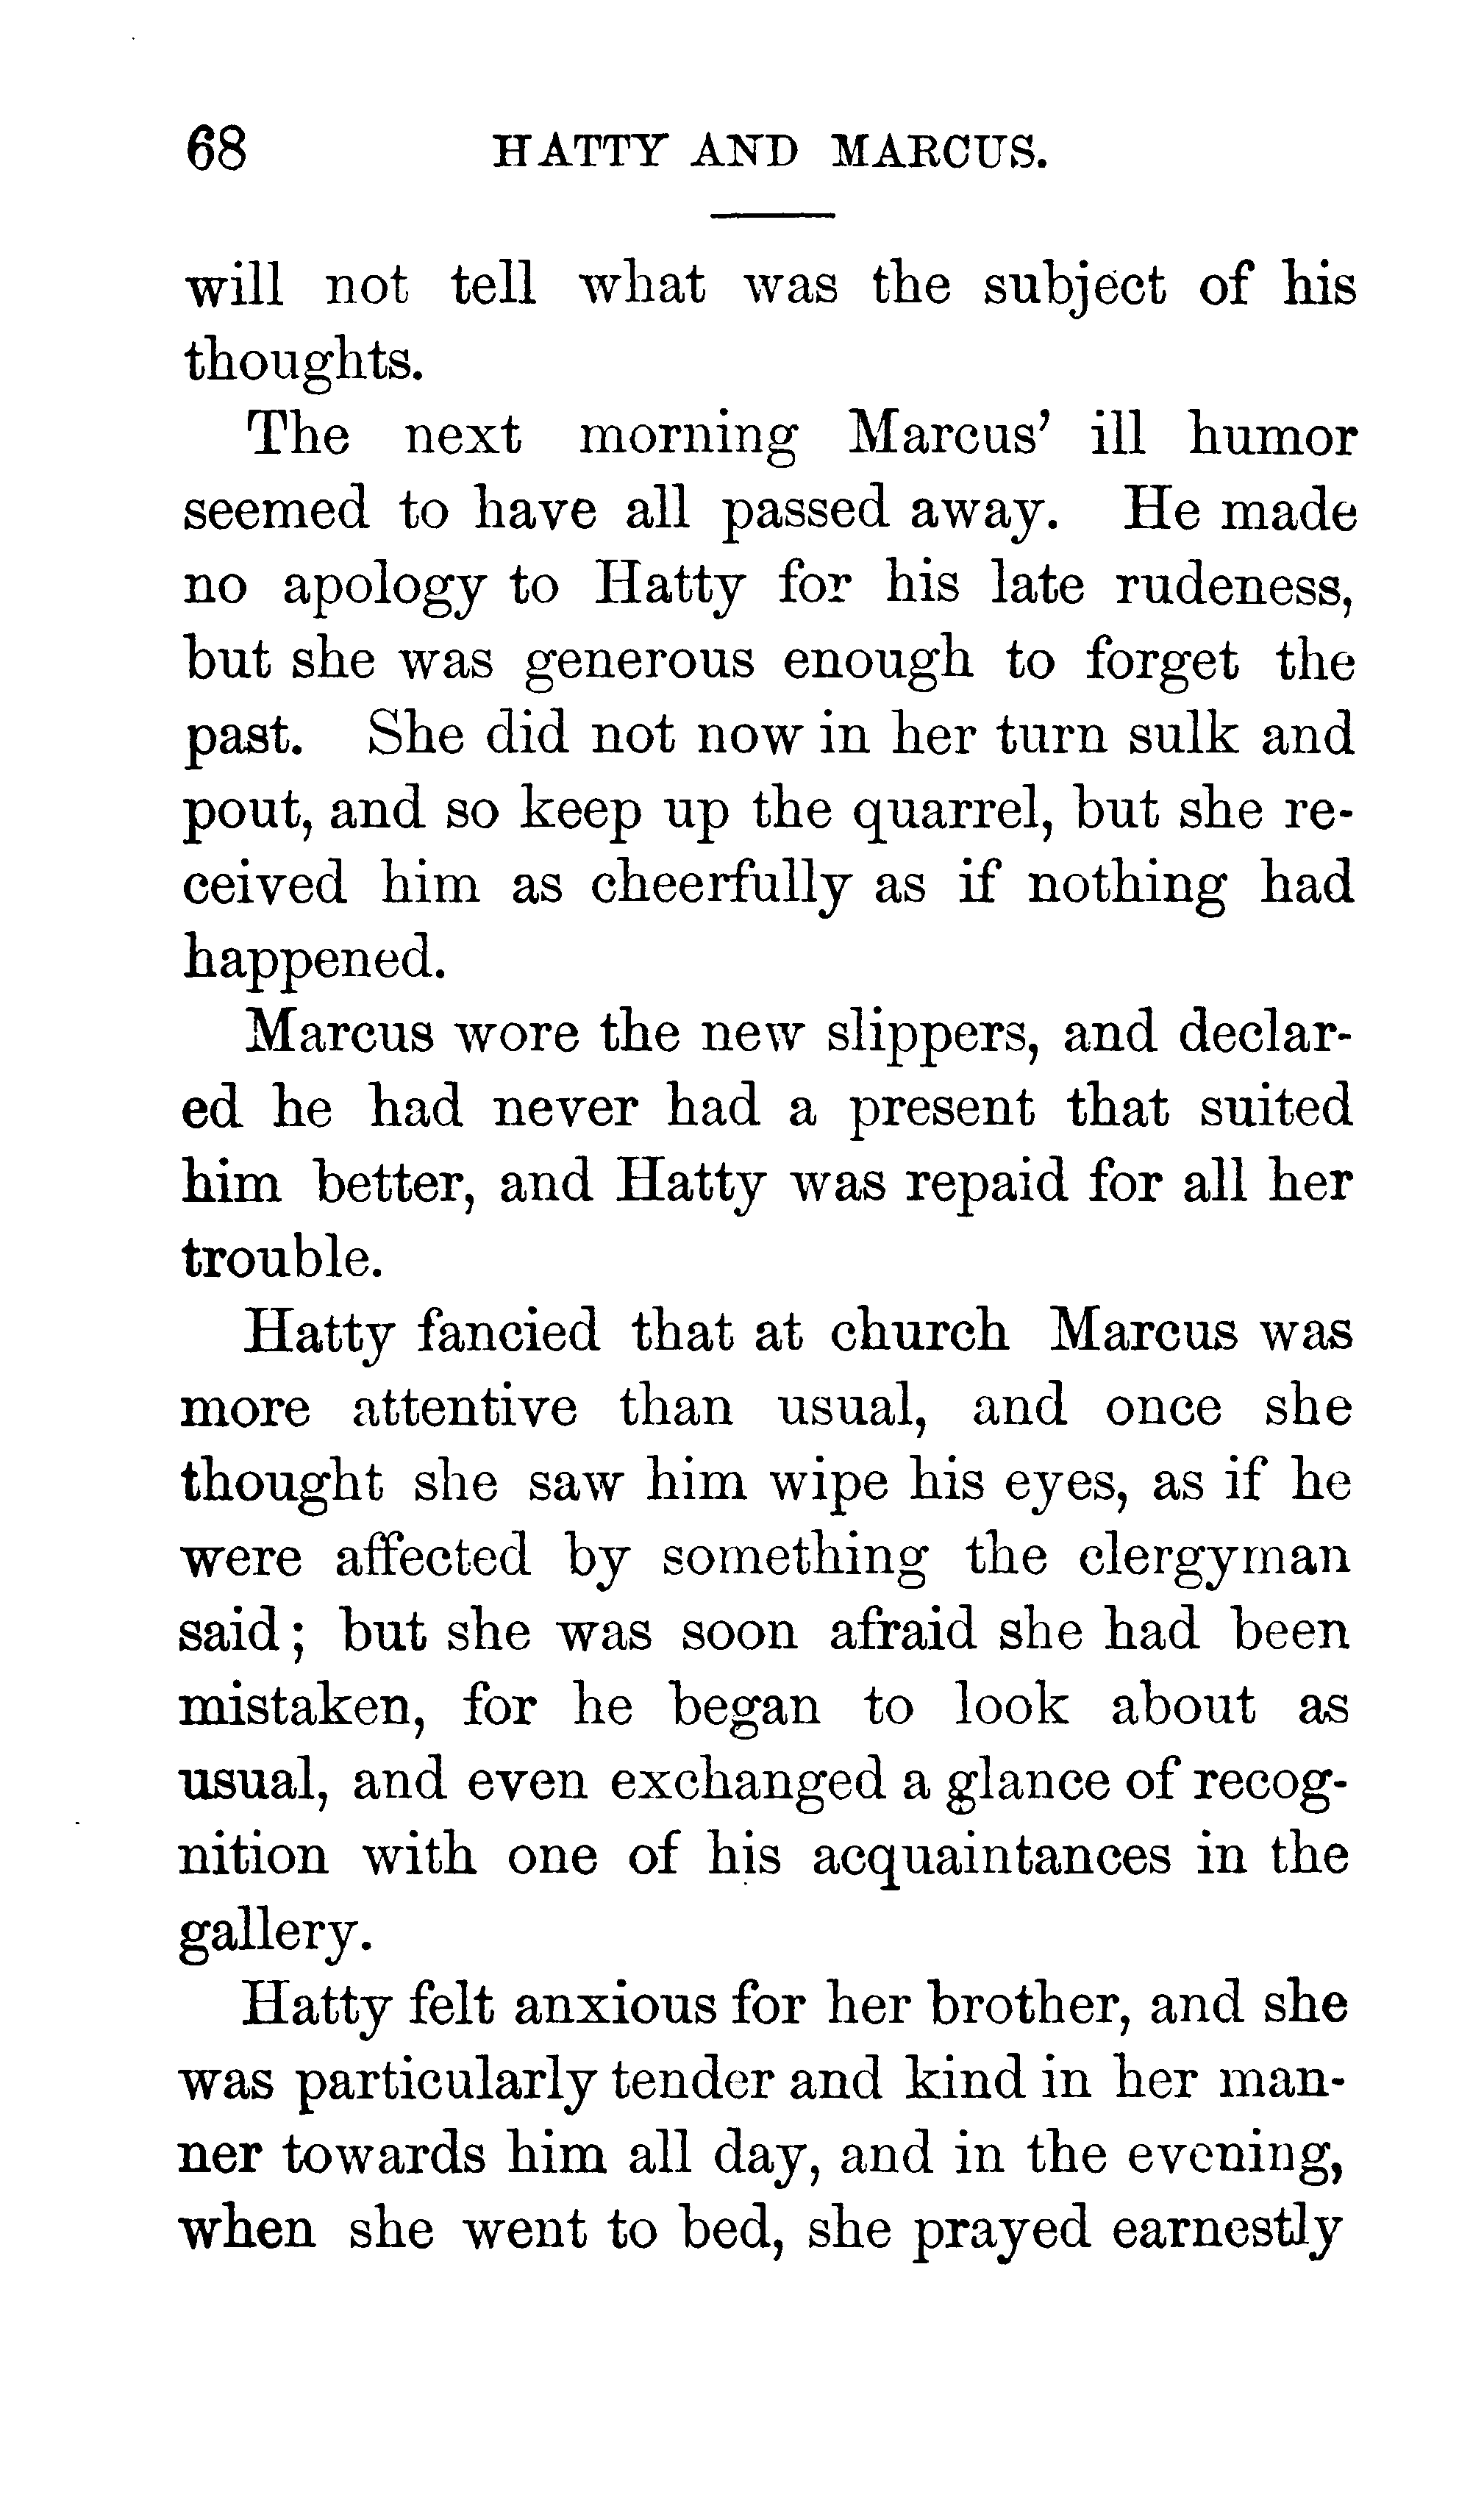 68 HATTY AND MARCUS.
will not tell what was the subject of his
thoughts.
The next morning Marcus' ill humor
seemed to have all passed away. He made
no apology to Hatty for his late rudeness,
but she was generous enough to forget the
past. She did not now in her turn sulk and
pout, and so keep up the quarrel, but she re-
ceived him as cheerfully as if nothing had
happened.
Marcus wore the new slippers, and declar-
ed he had never had a present that suited
him better, and Hatty was repaid for all her
trouble.
Hatty fancied that at church Marcus was
more attentive than usual, and once she
thought she saw him wipe his eyes, as if he
were affected by something the clergyman
said; but she was soon afraid she had been
mistaken, for he began to look about as
usual, and even exchanged a glance of recog-
nition with one of his acquaintances in the
gallery.
Hatty felt anxious for her brother, and she
was particularly tender and kind in her man-
ner towards him all day, and in the evening,
when she went to bed, she prayed earnestly